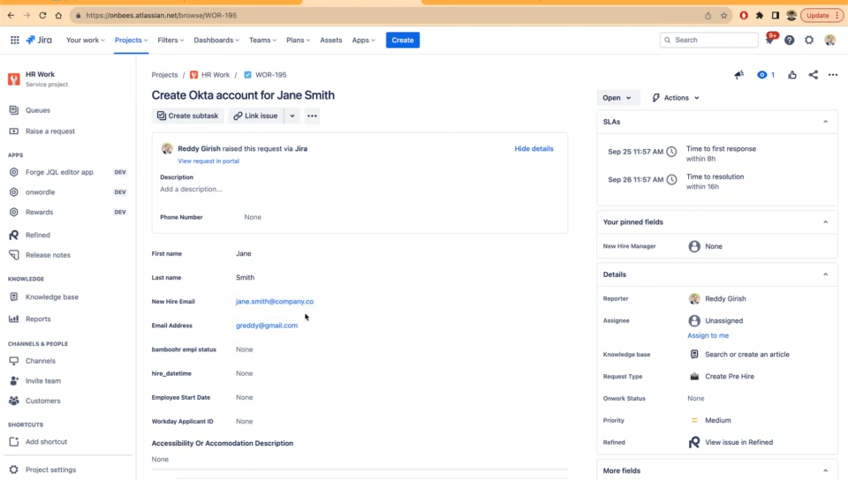 https://onbees.atlassian.net/browse/WOR-195
Update
Jira
Your work
Projects
Filters
Dashboards
Teams
Plans
Assets
Apps
Create
Search
9+
HR Work
Service project
Queues
Raise a request
APPS
Forge JQL editor app DEV
onwordle DEV
Rewards DEV
Refined
Release notes
KNOWLEDGE
Knowledge base
Reports
CHANNELS & PEOPLE
Channels
Invite team
Customers
SHORTCUTS
Add shortcut
Project settings
Projects / HR Work / WOR-195
1
Create Okta account for Jane Smith
Create subtask
Link issue
Reddy Girish raised this request via Jira
Hide details
View request in portal
Description
Add a description...
Phone Number None
First name Jane
Last name Smith
New Hire Email jane.smith@company.co
Email Address greddy@gmail.com
bamboohr empl status None
hire_datetime None
Employee Start Date None
Workday Applicant ID None
Accessibility Or Accomodation Description
None
Open
Actions
SLAs
Sep 25 11:57 AM Time to first response
within 8h
Sep 26 11:57 AM Time to resolution
within 16h
Your pinned fields
New Hire Manager None
Details
Reporter Reddy Girish
Assignee Unassigned
Assign to me
Knowledge base Search or create an article
Request Type Create Pre Hire
Onwork Status None
Priority Medium
Refined View issue in Refined
More fields